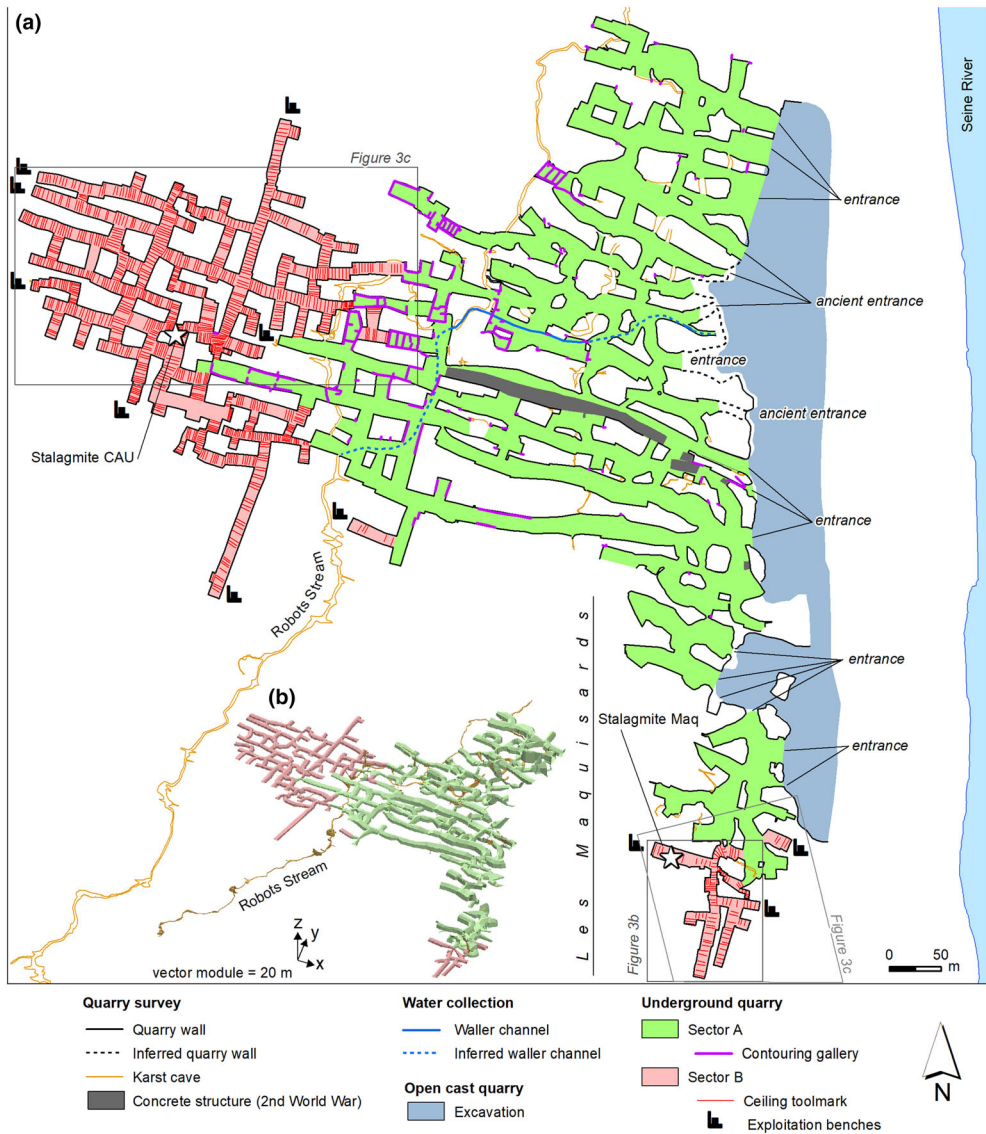 (a)
Seine River
Figure 3c
entrance
ancient entrance
entrance
ancient entrance
Stalagmite CAU
entrance
Robots Stream
Les Maquisards
entrance
(b)
Stalagmite Maq
entrance
Robots Stream
z
y
x
vector module = 20 m
Figure 3b
Figure 3c
0 50
m
Quarry survey
Quarry wall
Inferred quarry wall
Karst cave
Concrete structure (2nd World War)
Water collection
Waller channel
Inferred waller channel
Open cast quarry
Excavation
Underground quarry
Sector A
Contouring gallery
Sector B
Ceiling toolmark
Exploitation benches
N